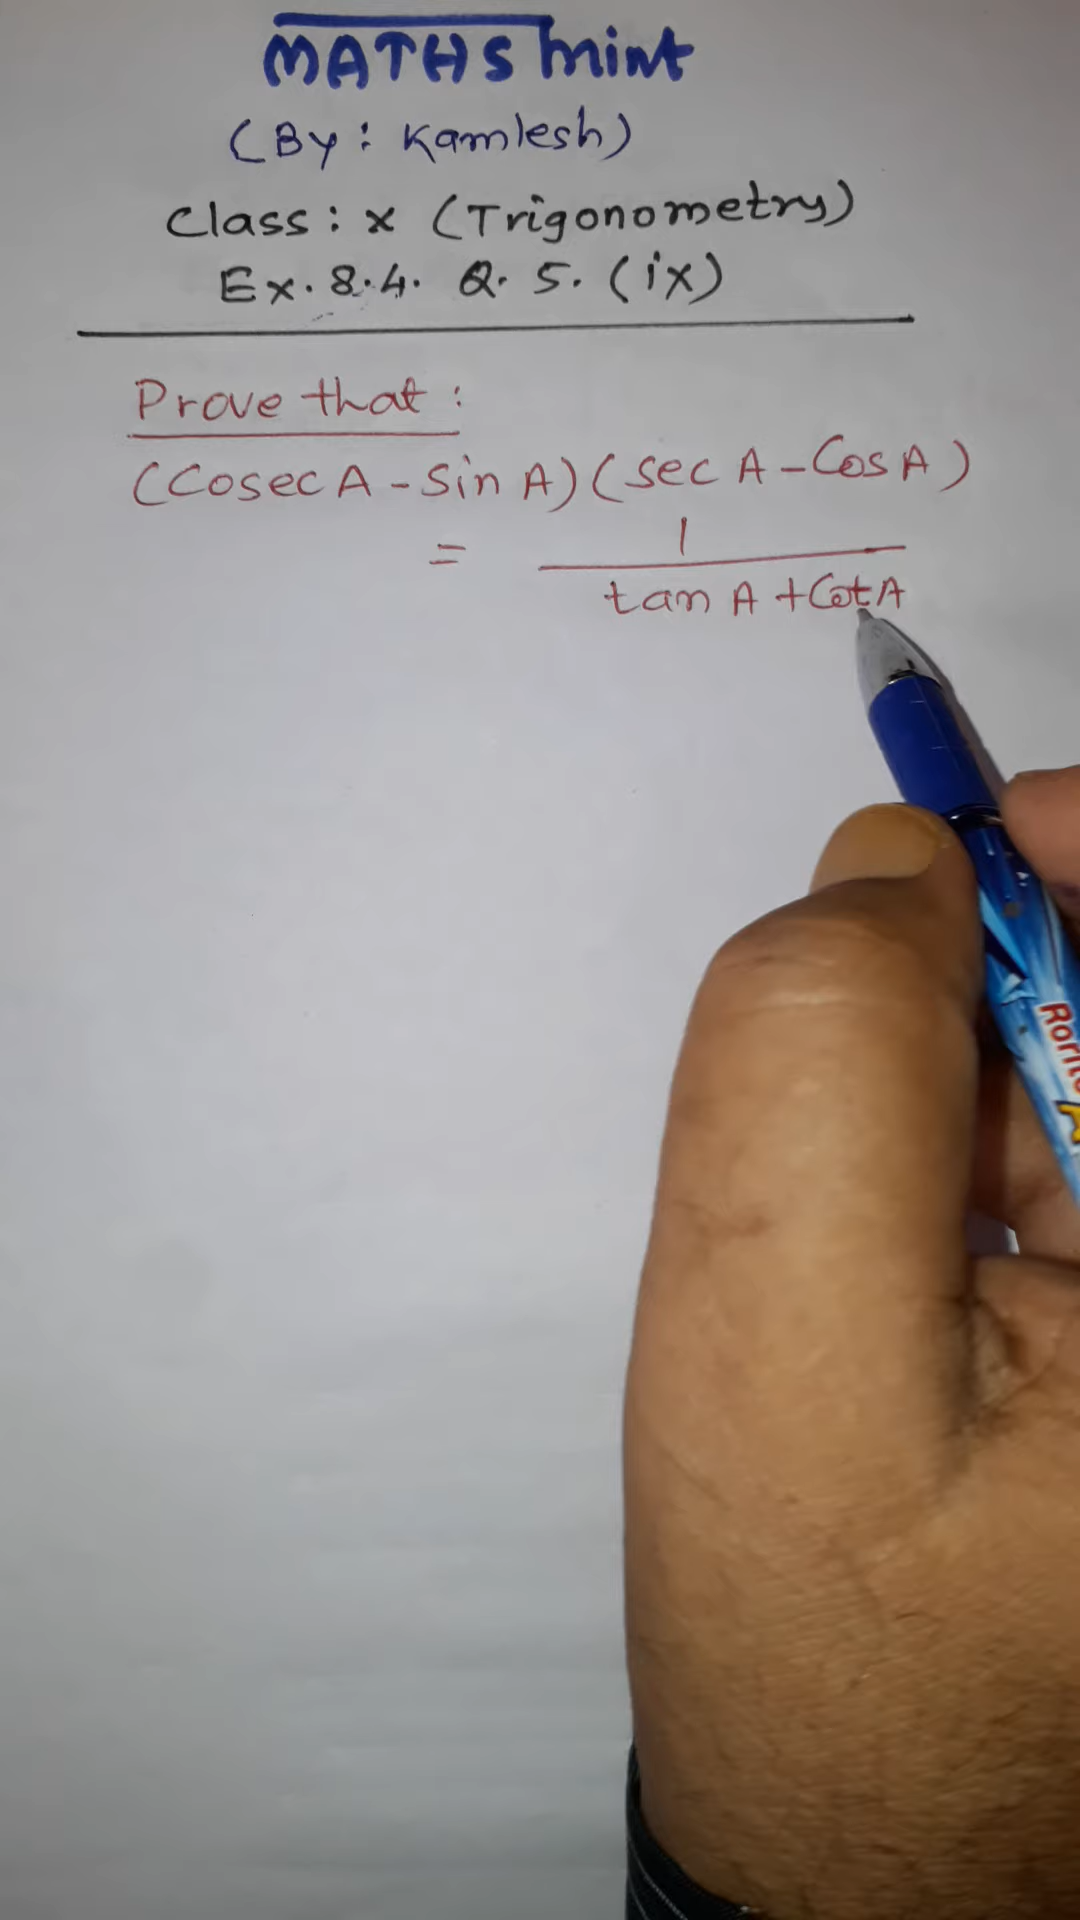 MATHS mint
(By : Kamlesh)
Class : X (Trigonometry)
Ex. 8.4. Q. 5. (ix)
Prove that :
(Cosec A - Sin A) (Sec A - Cos A)
= 1 / tan A + Cot A